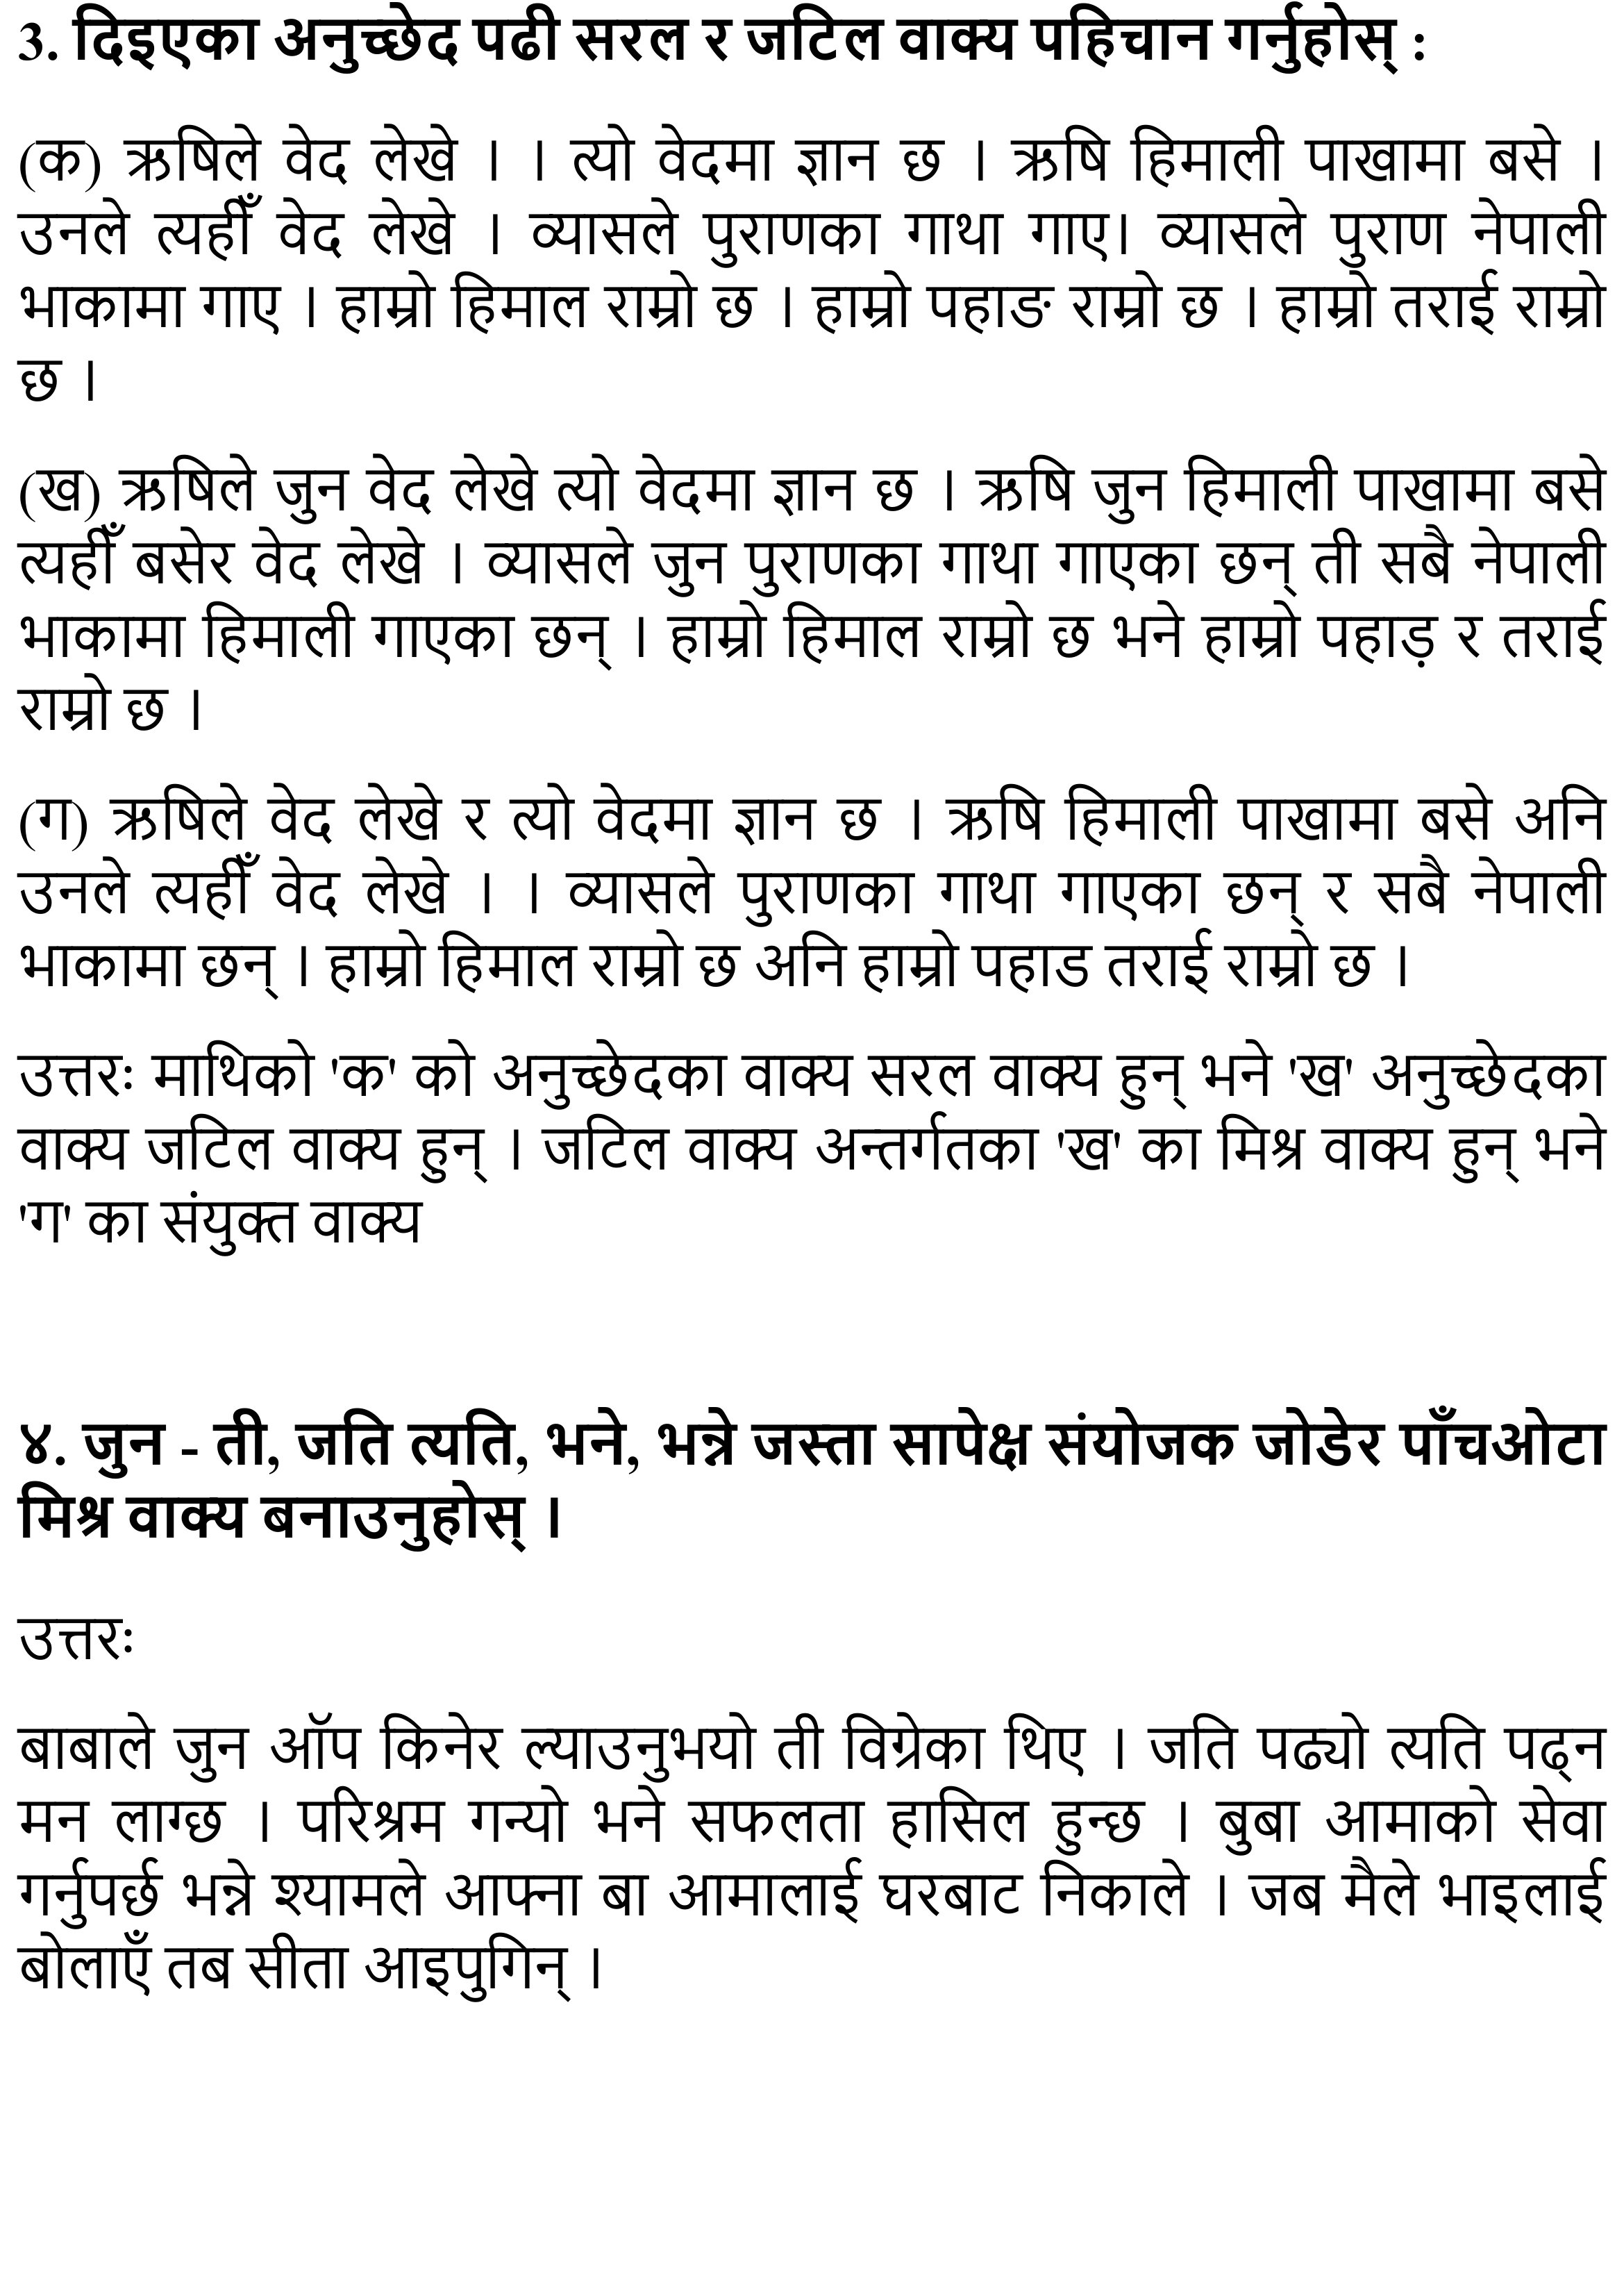 3. दिइएका अनुच्छेद पढी सरल र जटिल वाक्य पहिचान गर्नुहोस् :
(क) ऋषिले वेद लेखे । । त्यो वेदमा ज्ञान छ । ऋषि हिमाली पाखामा बसे ।
उनले त्यहीँ वेद लेखे । व्यासले पुराणका गाथा गाए। व्यासले पुराण नेपाली
भाकामा गाए । हाम्रो हिमाल राम्रो छ । हाम्रो पहाङ राम्रो छ । हाम्रो तराई राम्रो
छ ।
(ख) ऋषिले जुन वेद लेखे त्यो वेदमा ज्ञान छ । ऋषि जुन हिमाली पाखामा बसे
त्यहीँ बसेर वेद लेखे । व्यासले जुन पुराणका गाथा गाएका छन् ती सबै नेपाली
भाकामा हिमाली गाएका छन् । हाम्रो हिमाल राम्रो छ भने हाम्रो पहाड़ र तराई
राम्रो छ ।
(ग) ऋषिले वेद लेखे र त्यो वेदमा ज्ञान छ । ऋषि हिमाली पाखामा बसे अनि
उनले त्यहीँ वेद लेखे । । व्यासले पुराणका गाथा गाएका छन् र सबै नेपाली
भाकामा छन् । हाम्रो हिमाल राम्रो छ अनि हाम्रो पहाड तराई राम्रो छ ।
उत्तरः माथिको 'क' को अनुच्छेदका वाक्य सरल वाक्य हुन् भने 'ख' अनुच्छेदका
वाक्य जटिल वाक्य हुन् । जटिल वाक्य अन्तर्गतका 'ख' का मिश्र वाक्य हुन् भने
'ग' का संयुक्त वाक्य
४. जुन - ती, जति त्यति, भने, भन्ने जस्ता सापेक्ष संयोजक जोडेर पाँचओटा
मिश्र वाक्य बनाउनुहोस् ।
उत्तरः
बाबाले जुन ऑप किनेर ल्याउनुभयो ती विग्रेका थिए । जति पढ्यो त्यति पढ्न
मन लाग्छ । परिश्रम गन्यो भने सफलता हासिल हुन्छ । बुबा आमाको सेवा
गर्नुपर्छ भन्ने श्यामले आफ्ना बा आमालाई घरबाट निकाले । जब मैले भाइलाई
बोलाएँ तब सीता आइपुगिन् ।